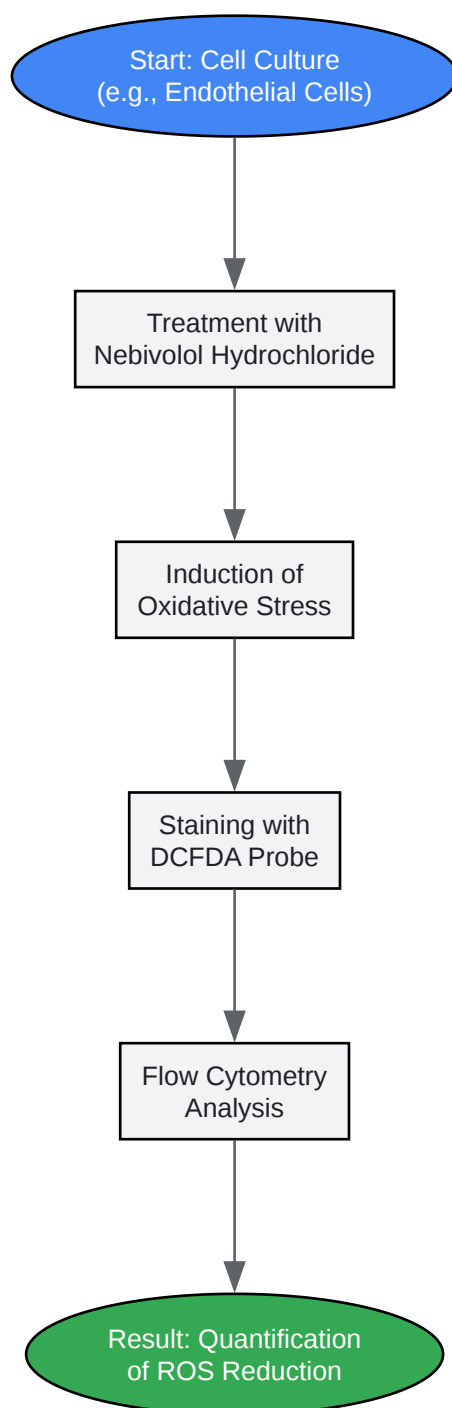 Start: Cell Culture
(e.g., Endothelial Cells)
Treatment with
Nebivolol Hydrochloride
Induction of
Oxidative Stress
Staining with
DCFDA Probe
Flow Cytometry
Analysis
Result: Quantification
of ROS Reduction